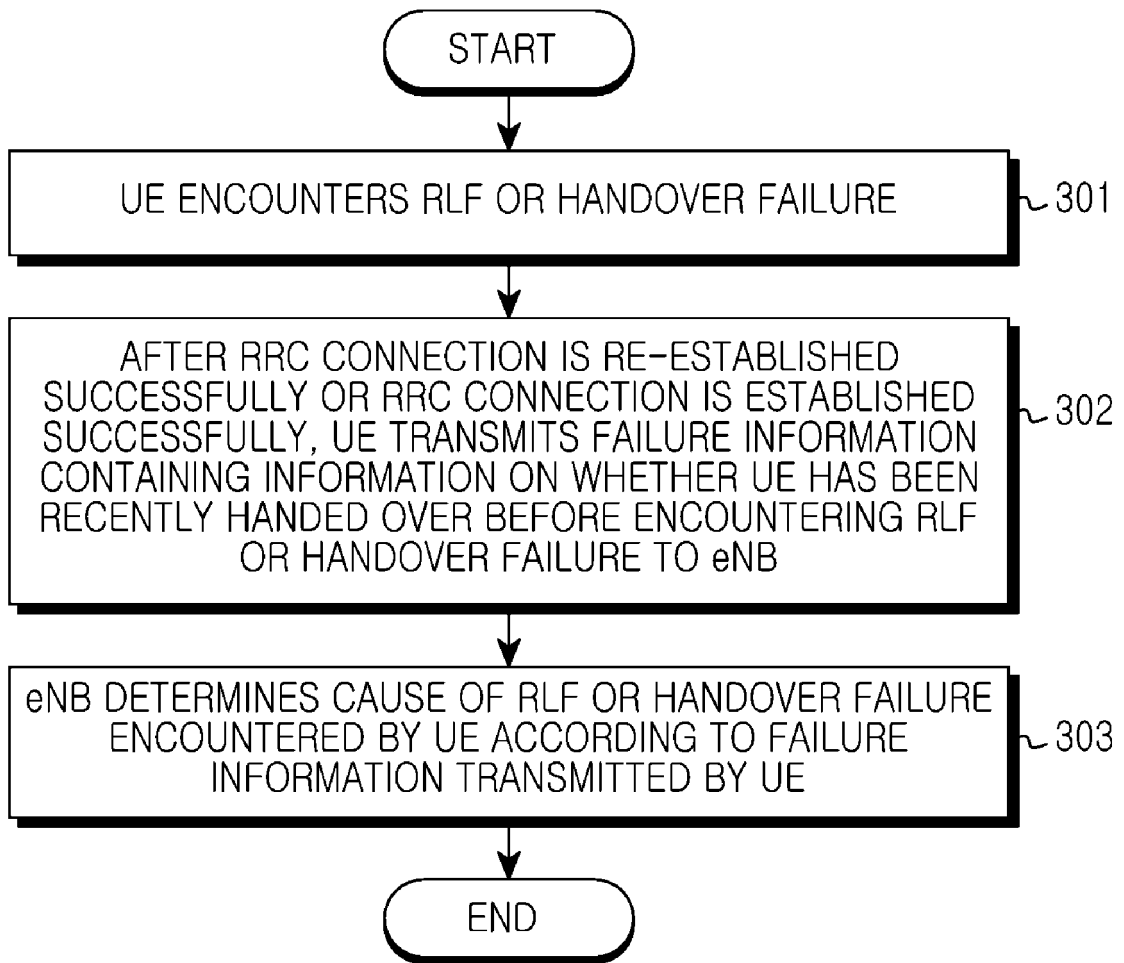 START
UE ENCOUNTERS RLF OR HANDOVER FAILURE
301
AFTER RRC CONNECTION IS RE-ESTABLISHED
SUCCESSFULLY OR RRC CONNECTION IS ESTABLISHED
SUCCESSFULLY, UE TRANSMITS FAILURE INFORMATION
CONTAINING INFORMATION ON WHETHER UE HAS BEEN
RECENTLY HANDED OVER BEFORE ENCOUNTERING RLF
OR HANDOVER FAILURE TO eNB
302
eNB DETERMINES CAUSE OF RLF OR HANDOVER FAILURE
ENCOUNTERED BY UE ACCORDING TO FAILURE
INFORMATION TRANSMITTED BY UE
303
END